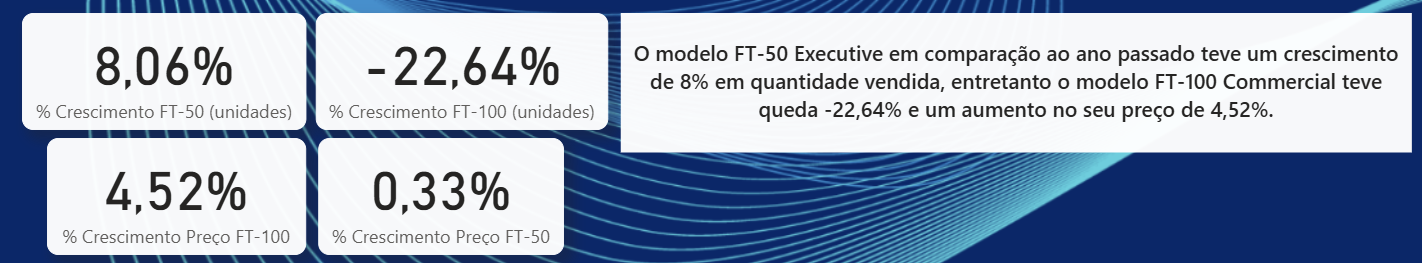 8,06%
% Crescimento FT-50 (unidades)
-22,64%
% Crescimento FT-100 (unidades)
O modelo FT-50 Executive em comparação ao ano passado teve um crescimento
de 8% em quantidade vendida, entretanto o modelo FT-100 Commercial teve
queda -22,64% e um aumento no seu preço de 4,52%.
4,52%
% Crescimento Preço FT-100
0,33%
% Crescimento Preço FT-50